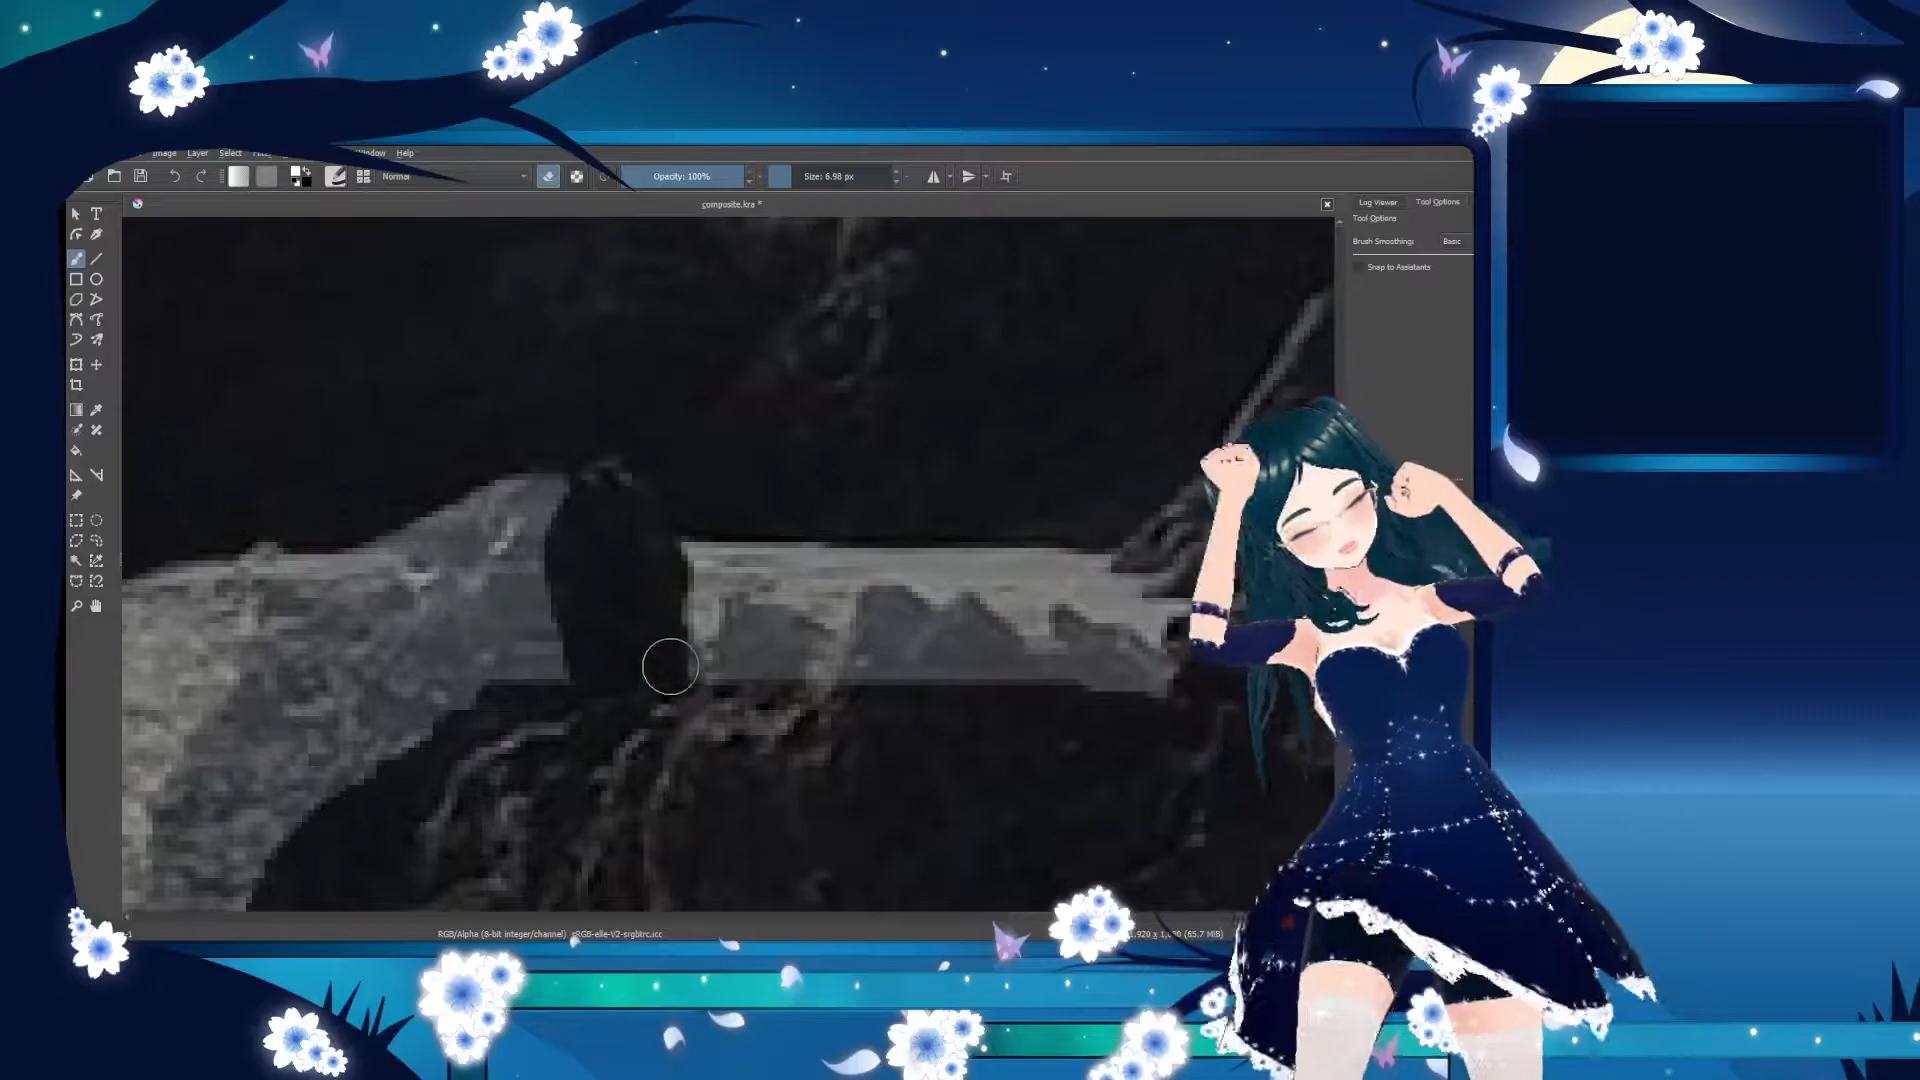 Image Layer Select Window Help
Normal Opacity: 100% Size: 6.98 px
composite.kra *
Log Viewer Tool Options
Tool Options
Brush Smoothing: Basic
Snap to Assistants
RGB/Alpha (8-bit integer/channel) sRGB-elle-V2-srgbtrc.icc (65.7 MiB)